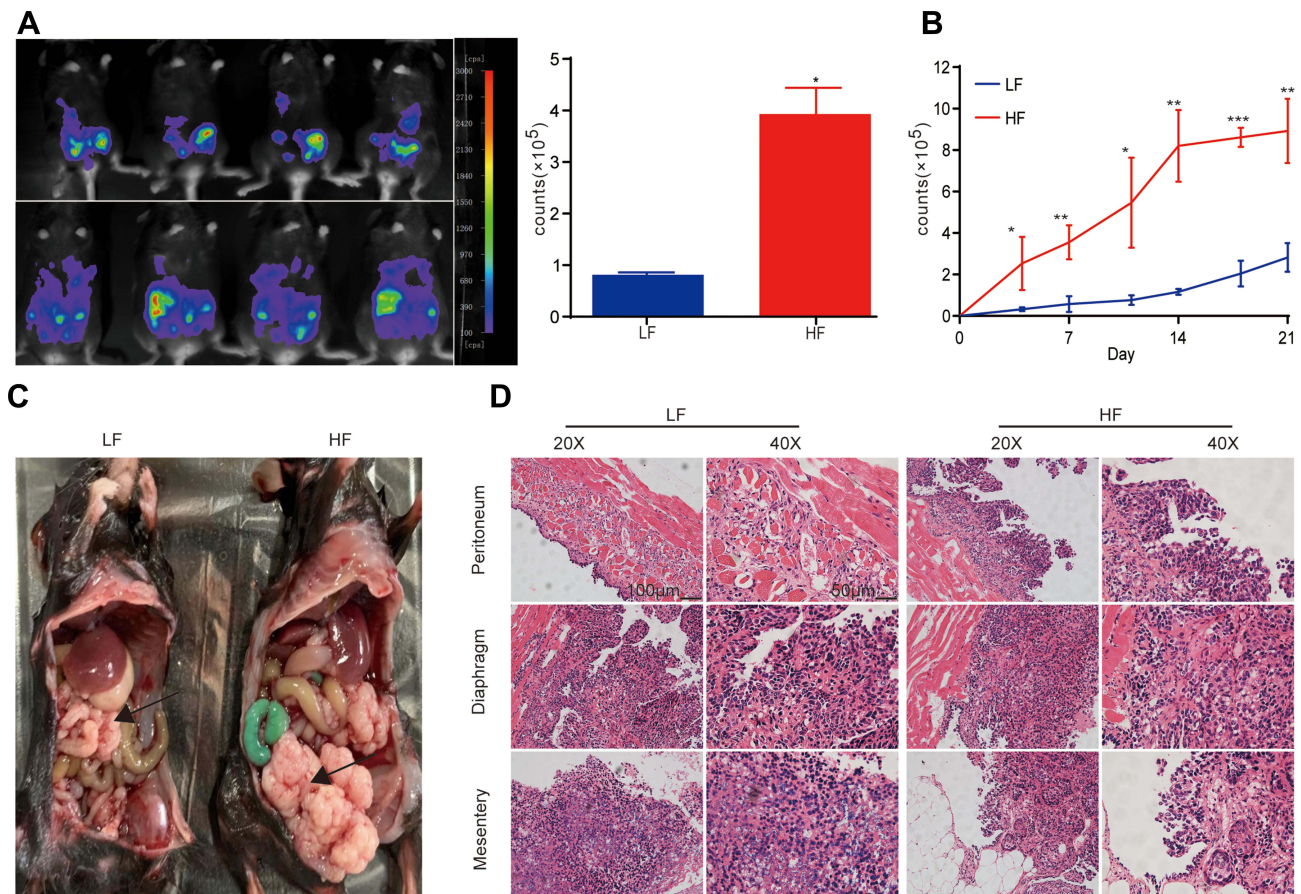 A
[cps]
3000
2710
2420
2130
1840
1550
1260
970
680
390
100
[cps]
counts(×10⁵)
5
4
3
2
1
0
*
LF
HF
B
counts(×10⁵)
12
10
8
6
4
2
0
LF
HF
*
**
*
**
***
**
0
7
14
21
Day
C
LF
HF
D
LF
HF
20X
40X
20X
40X
Peritoneum
100μm
50μm
Diaphragm
Mesentery